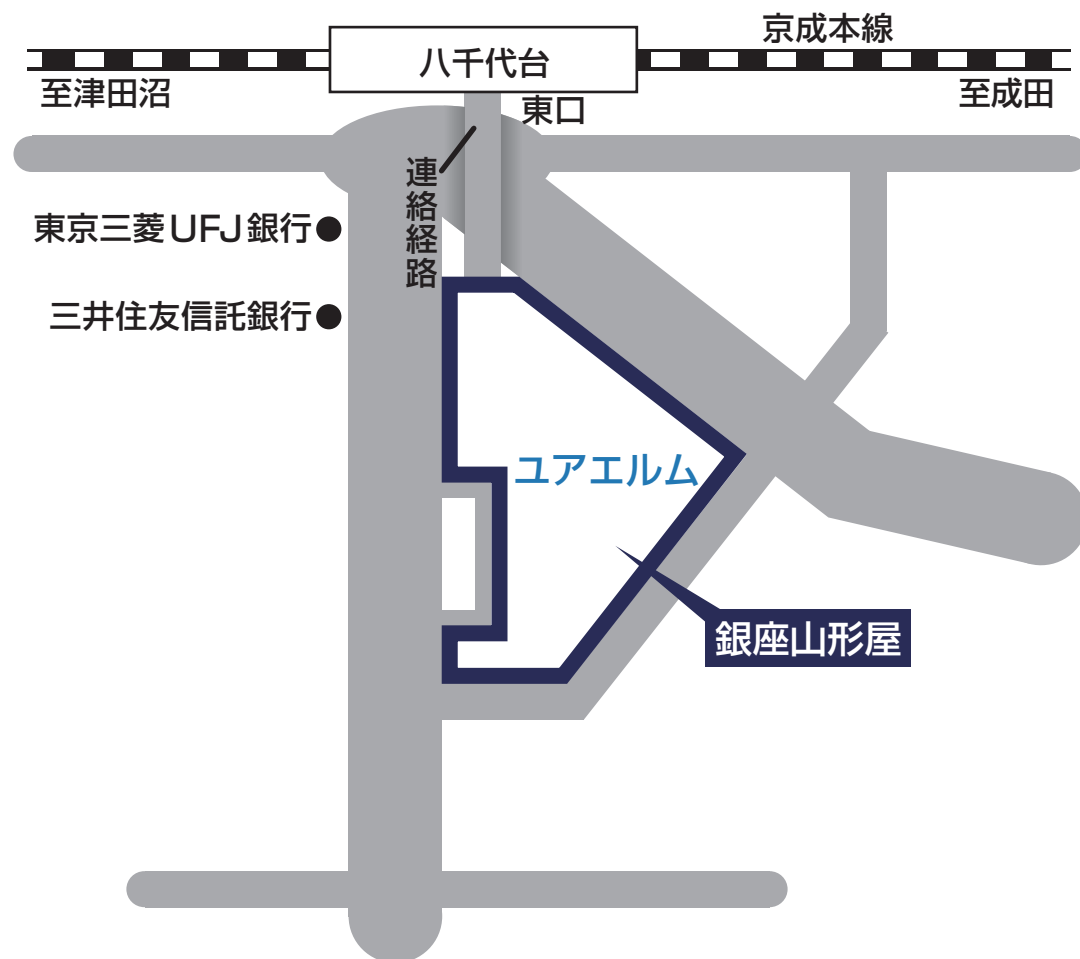 京成本線
八千代台
至津田沼
至成田
東口
連絡経路
東京三菱UFJ銀行
三井住友信託銀行
ユアエルム
銀座山形屋